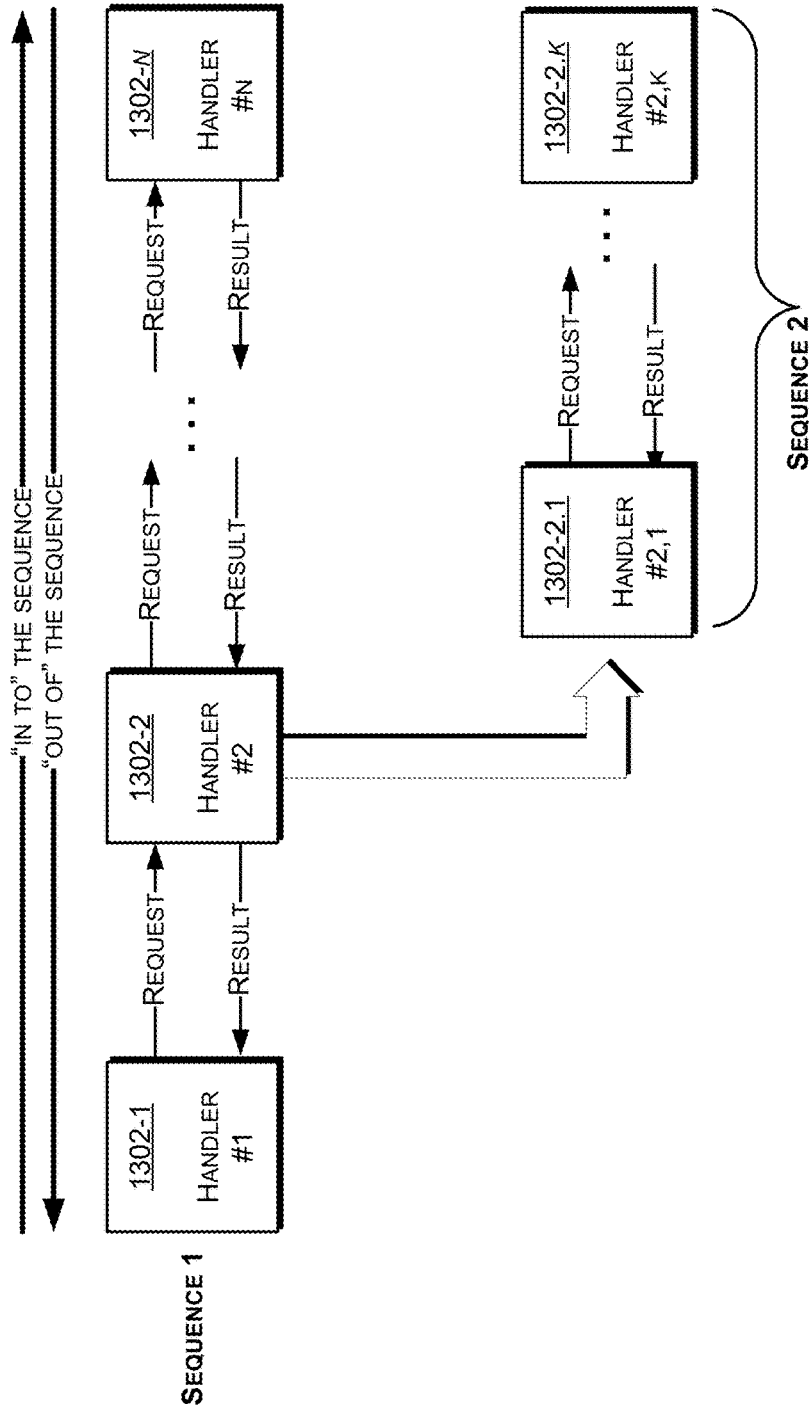 “IN TO” THE SEQUENCE
“OUT OF” THE SEQUENCE
SEQUENCE 1
1302-1
HANDLER
#1
REQUEST
RESULT
1302-2
HANDLER
#2
REQUEST
RESULT
...
REQUEST
RESULT
1302-N
HANDLER
#N
1302-2.1
HANDLER
#2,1
REQUEST
RESULT
...
1302-2.K
HANDLER
#2,K
SEQUENCE 2